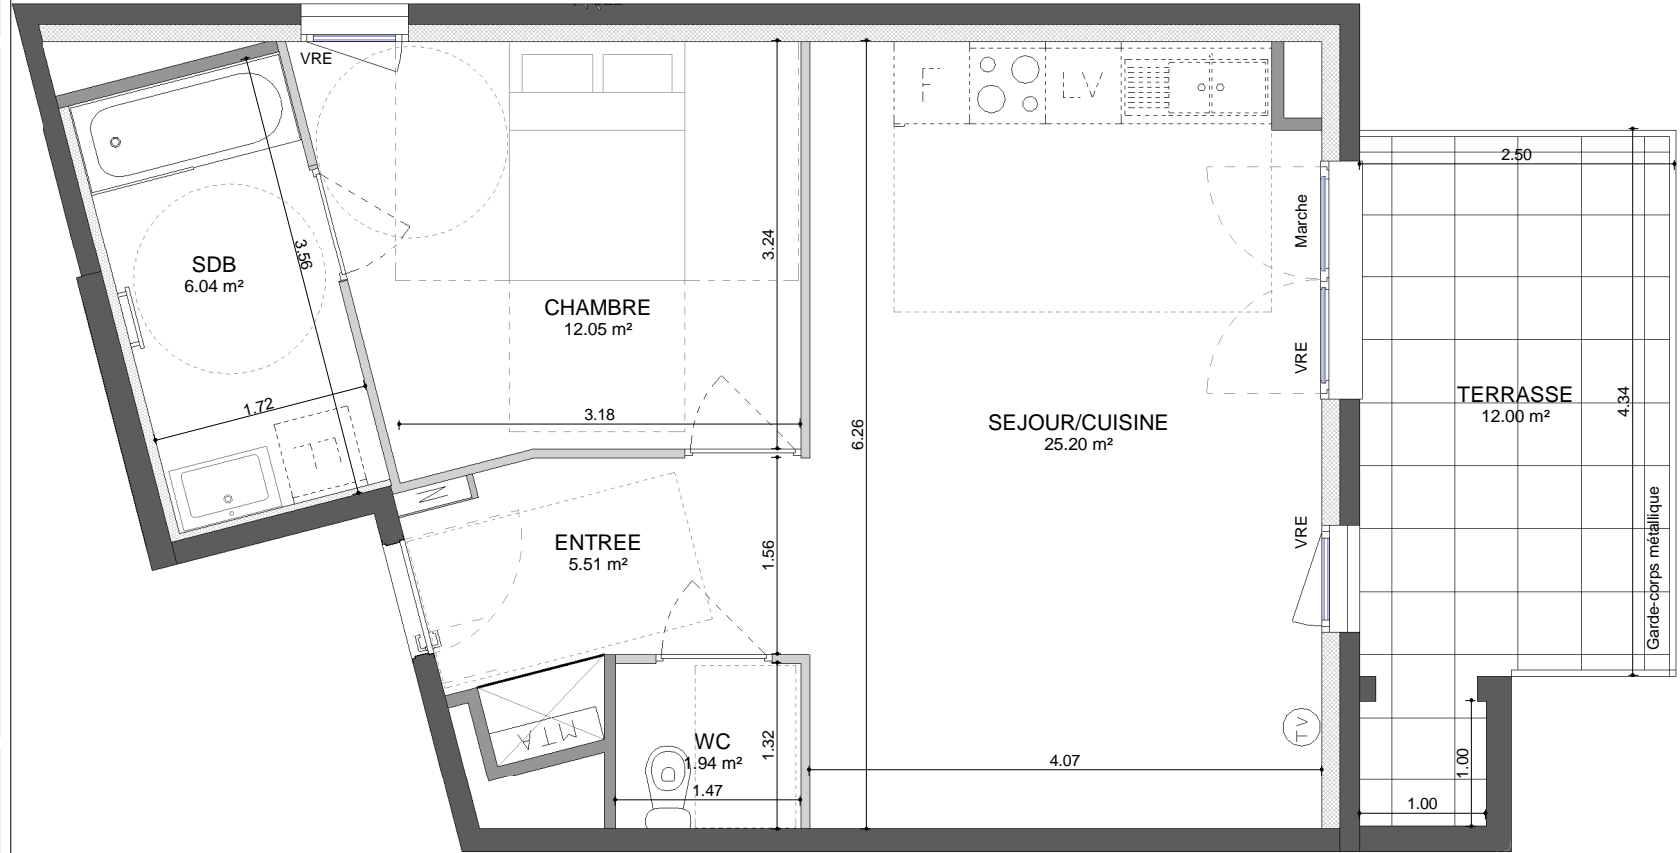 VRE
2.50
Marche
3.24
3.56
SDB
6.04 m²
F
LV
CHAMBRE
12.05 m²
VRE
1.72
3.18
T
6.26
SEJOUR/CUISINE
25.20 m²
TERRASSE
12.00 m²
4.34
ENTREE
5.51 m²
1.56
VRE
Garde-corps métallique
MTA
WC
1.94 m²
1.32
1.47
4.07
TV
1.00
1.00